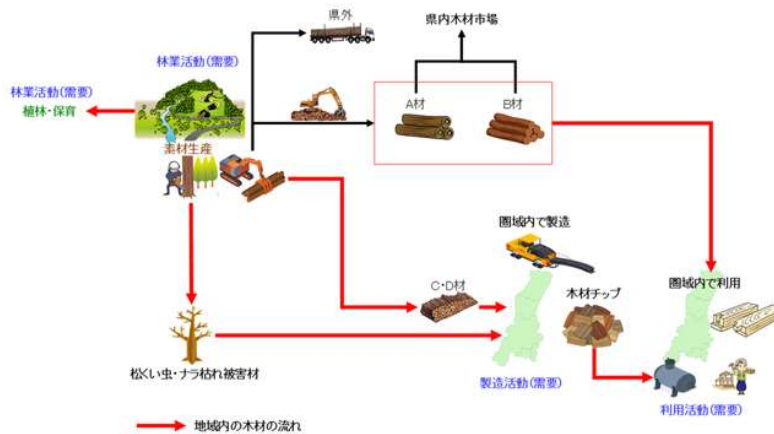 県外
県内木材市場
林業活動(需要)
林業活動(需要)
植林・保育
A材
B材
素材生産
圏域内で製造
C・D材
木材チップ
圏域内で利用
松くい虫・ナラ枯れ被害材
製造活動(需要)
利用活動(需要)
地域内の木材の流れ